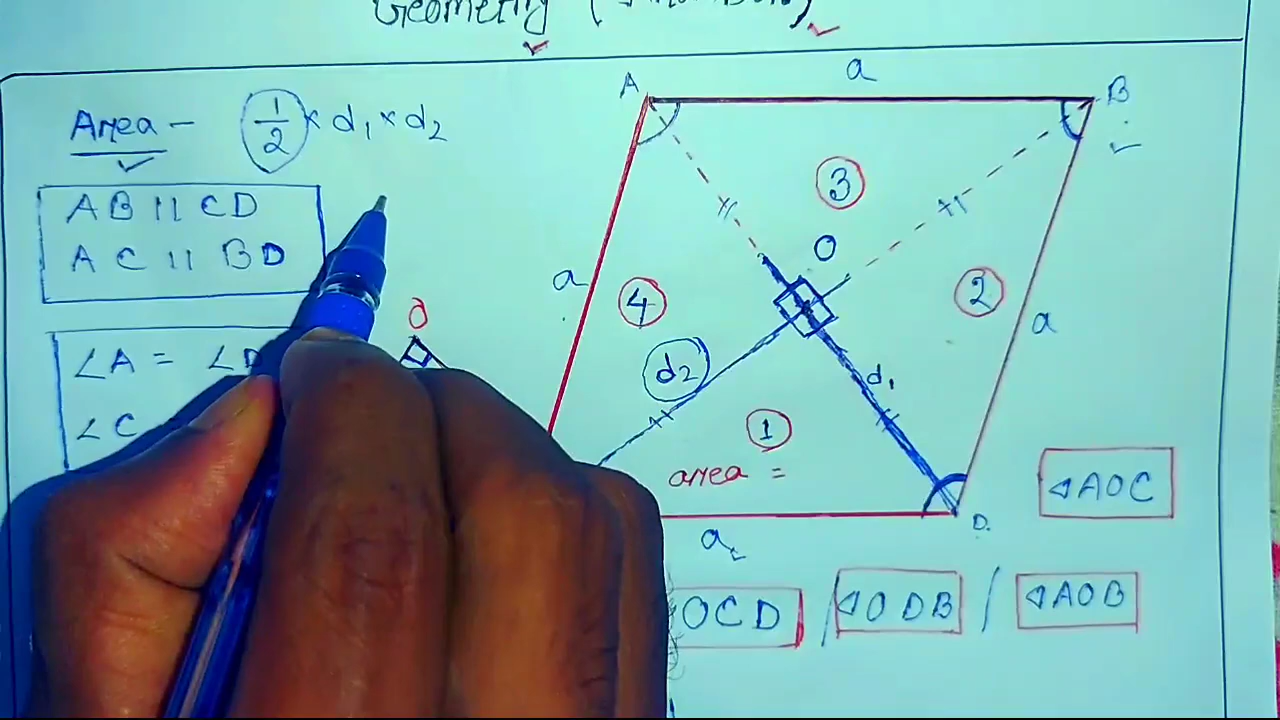 Geometry (
Area - 1/2 × d₁ × d₂
AB || CD
AC || BD
∠A = ∠D
∠C
O
A
a
B
3
O
4
a
2
a
d₂
d₁
1
area =
D
a
◁AOC
OCD / ◁ODB / ◁AOB